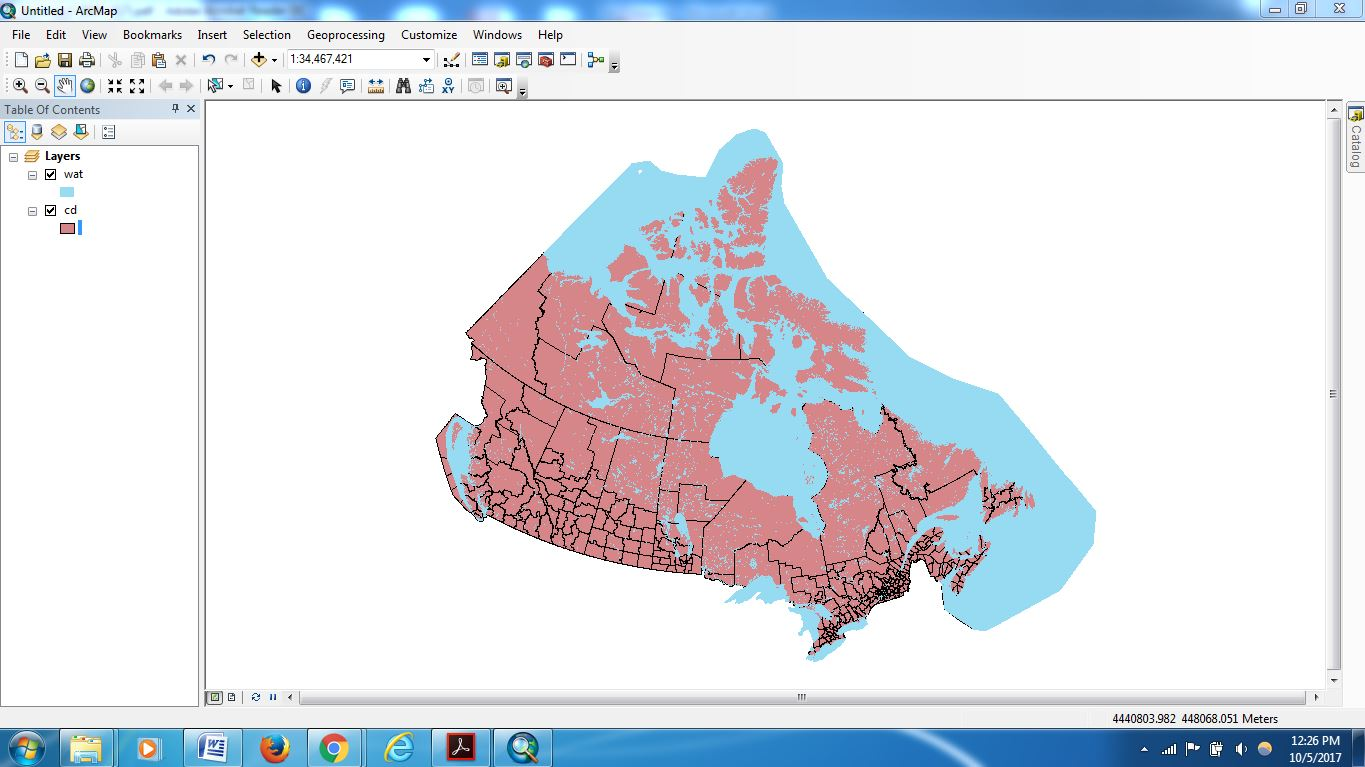 Untitled - ArcMap
File Edit View Bookmarks Insert Selection Geoprocessing Customize Windows Help
1:34,467,421
XY
Table Of Contents
Layers
wat
cd
Catalog
4440803.982 448068.051 Meters
12:26 PM
10/5/2017